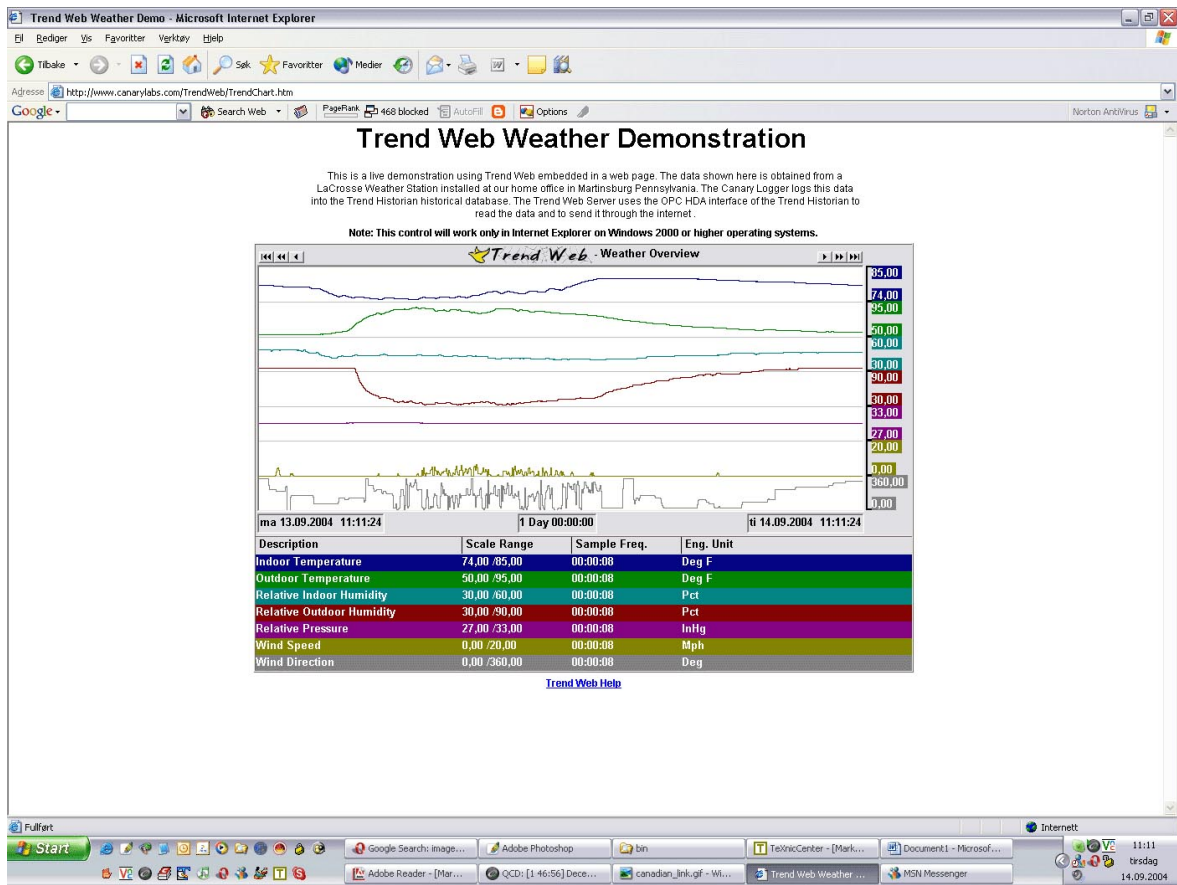 Trend Web Weather Demo - Microsoft Internet Explorer
Fil Rediger Vis Favoritter Verktøy Hjelp
Tilbake Søk Favoritter Medier
Adresse http://www.canarylabs.com/TrendWeb/TrendChart.htm
Google Search Web PageRank 468 blocked AutoFill Options Norton AntiVirus
Trend Web Weather Demonstration
This is a live demonstration using Trend Web embedded in a web page. The data shown here is obtained from a
LaCrosse Weather Station installed at our home office in Martinsburg Pennsylvania. The Canary Logger logs this data
into the Trend Historian historical database. The Trend Web Server uses the OPC HDA interface of the Trend Historian to
read the data and to send it through the internet .
Note: This control will work only in Internet Explorer on Windows 2000 or higher operating systems.
Trend Web - Weather Overview
85,00
74,00
95,00
50,00
60,00
30,00
90,00
30,00
33,00
27,00
20,00
0,00
360,00
0,00
ma 13.09.2004 11:11:24 1 Day 00:00:00 ti 14.09.2004 11:11:24
Description Scale Range Sample Freq. Eng. Unit
Indoor Temperature 74,00 /85,00 00:00:08 Deg F
Outdoor Temperature 50,00 /95,00 00:00:08 Deg F
Relative Indoor Humidity 30,00 /60,00 00:00:08 Pct
Relative Outdoor Humidity 30,00 /90,00 00:00:08 Pct
Relative Pressure 27,00 /33,00 00:00:08 InHg
Wind Speed 0,00 /20,00 00:00:08 Mph
Wind Direction 0,00 /360,00 00:00:08 Deg
Trend Web Help
Fullført Internett
Start Google Search: image... Adobe Photoshop bin TeXnicCenter - [Mark... Document1 - Microsof... 11:11
tirsdag
Adobe Reader - [Mar... QCD: [1 46:56] Dece... canadian_link.gif - Wi... Trend Web Weather ... MSN Messenger 14.09.2004